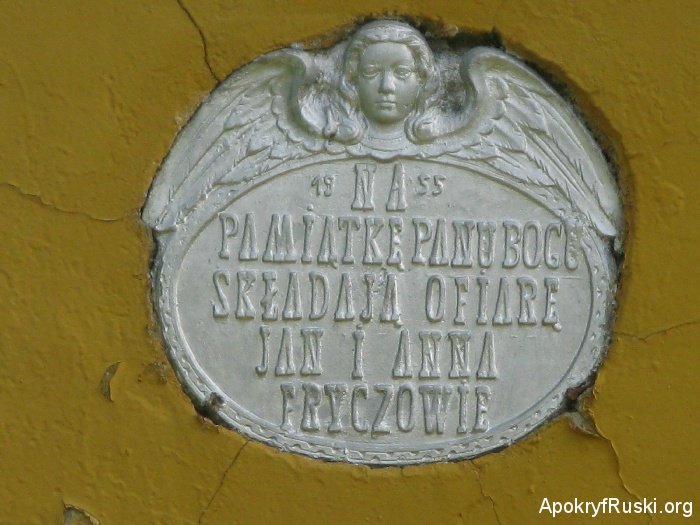 19 NA 55
PAMIĄTKĘ PANU BOGU
SKŁADAJĄ OFIARĘ
JAN I ANNA
FRYCZOWIE
ApokryfRuski.org